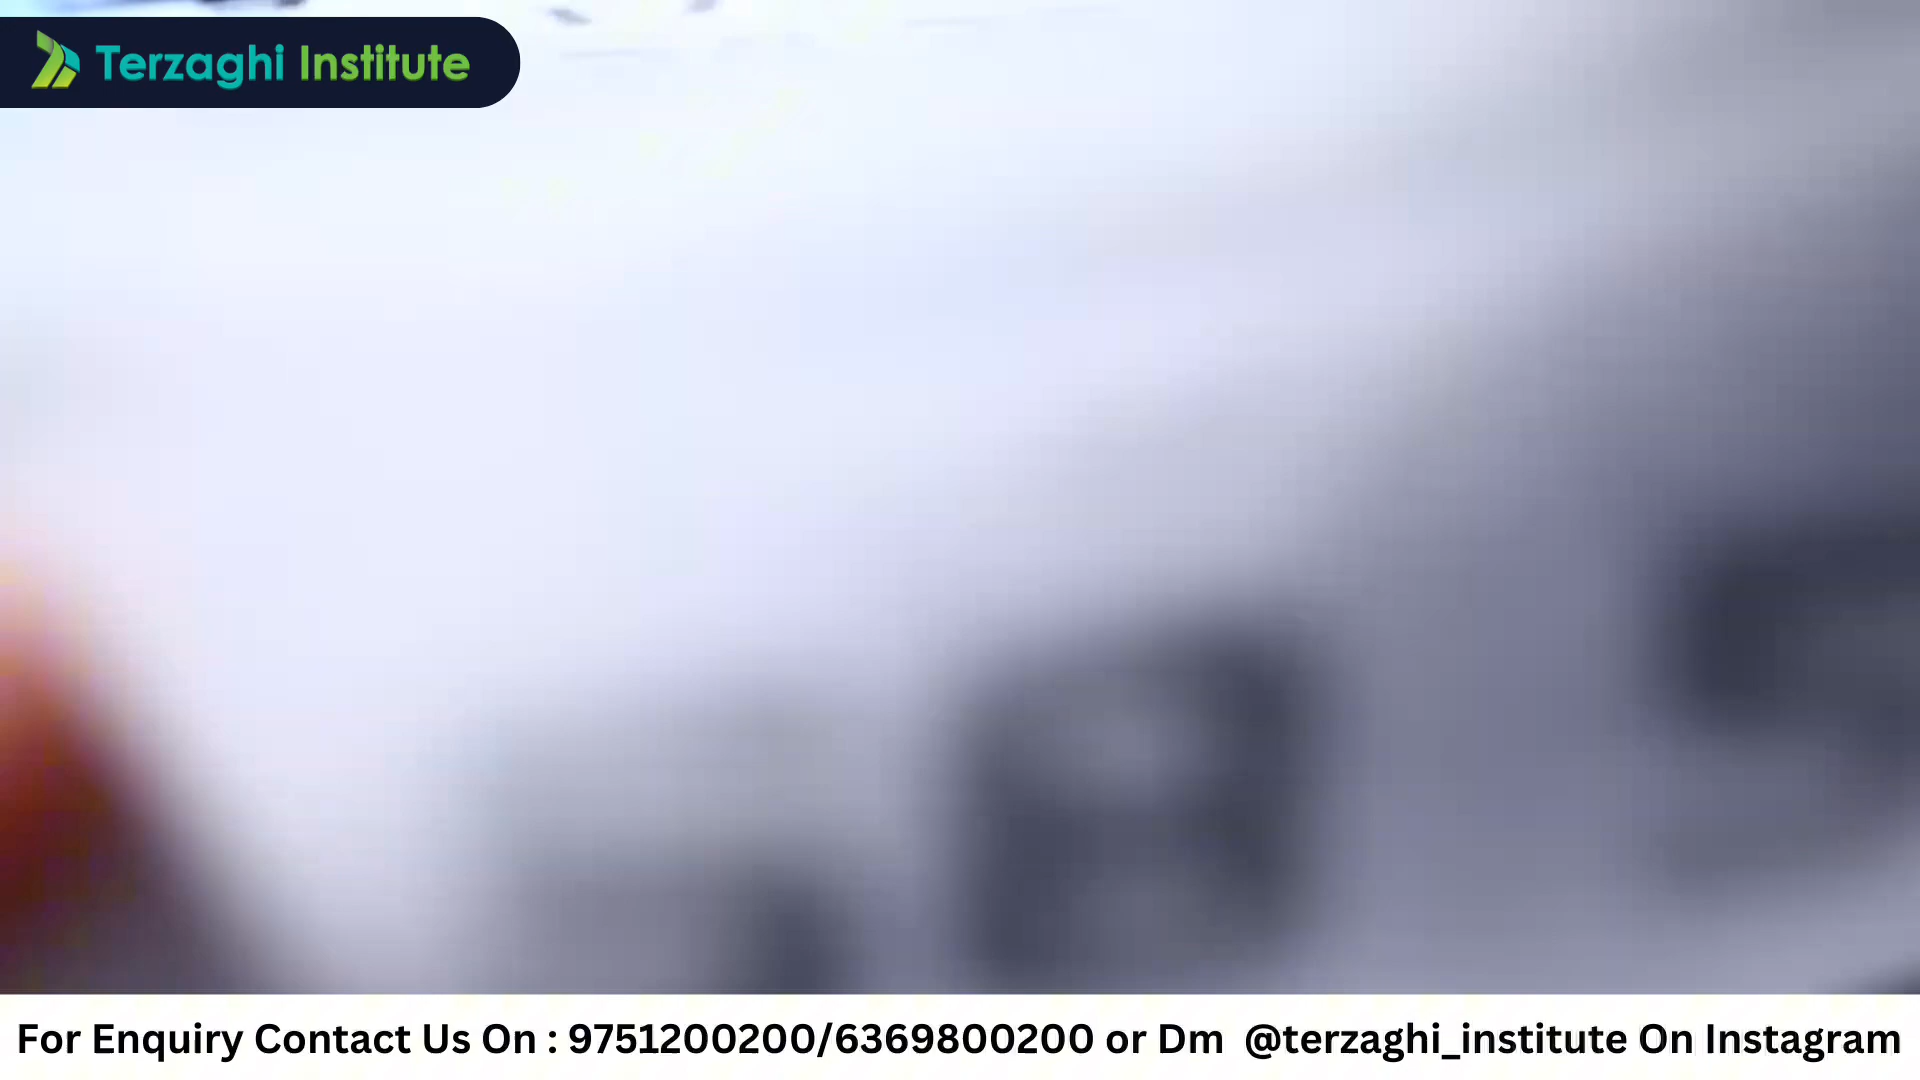 Terzaghi Institute
For Enquiry Contact Us On : 9751200200/6369800200 or Dm @terzaghi_institute On Instagram